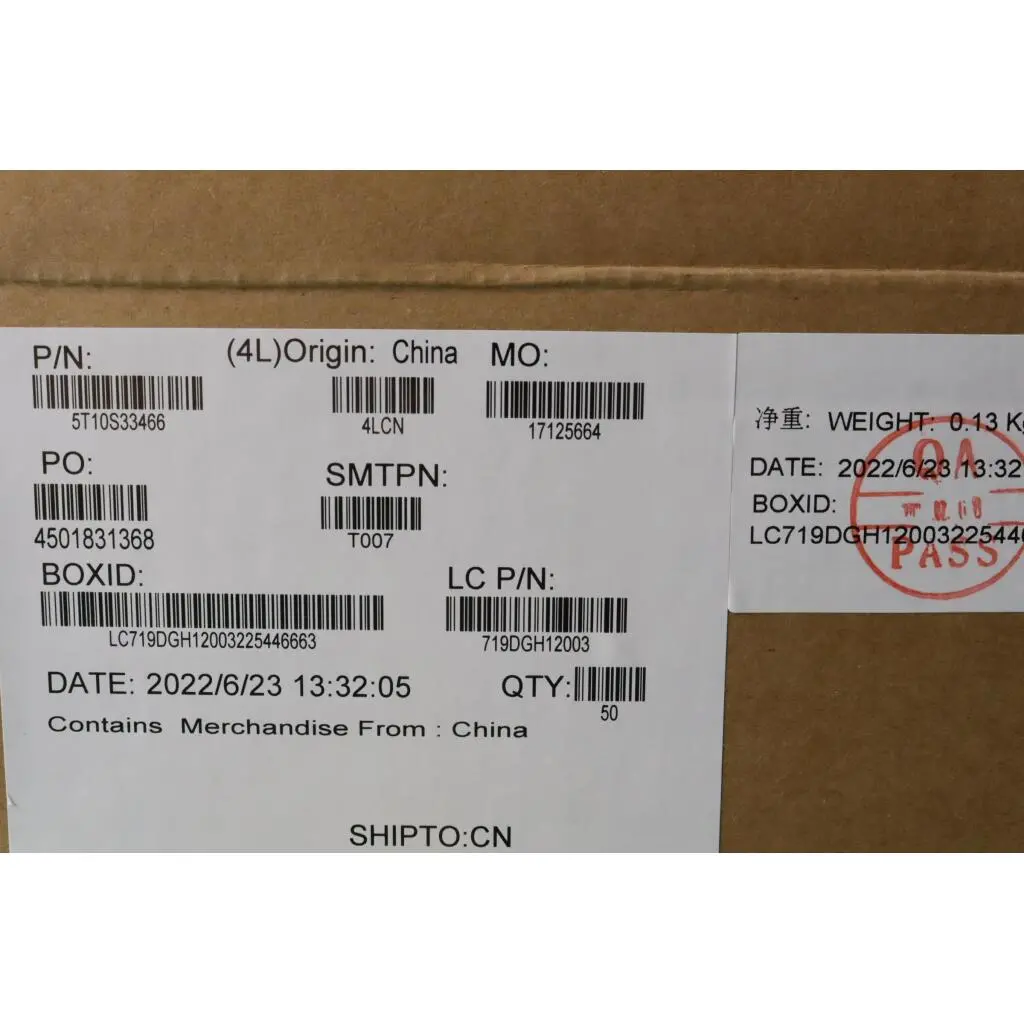 P/N: (4L)Origin: China MO:
5T10S33466 4LCN 17125664
PO: SMTPN:
4501831368 T007
BOXID: LC P/N:
LC719DGH12003225446663 719DGH12003
DATE: 2022/6/23 13:32:05 QTY:
50
Contains Merchandise From : China
SHIPTO:CN
净重: WEIGHT: 0.13 K
DATE: 2022/6/23 13:32
BOXID:
LC719DGH1200322544
QA
PASS